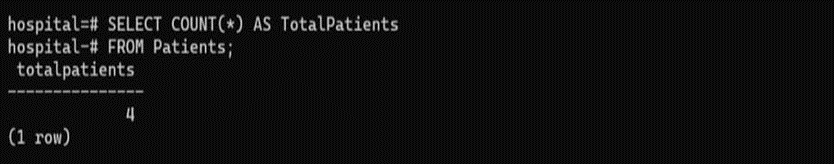 hospital=# SELECT COUNT(*) AS TotalPatients
hospital-# FROM Patients;
 totalpatients
---------------
             4
(1 row)